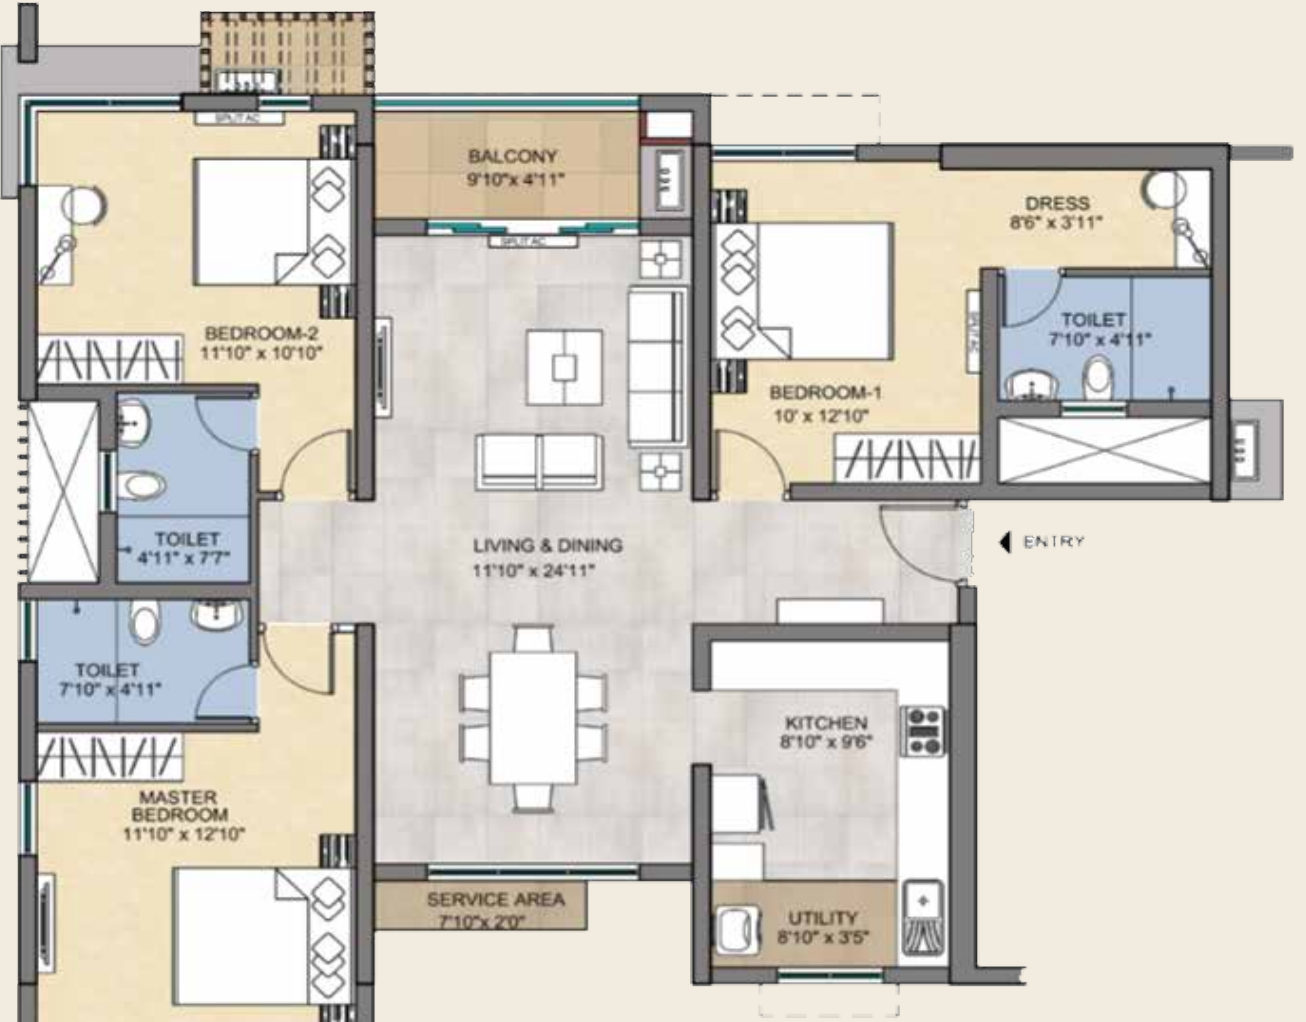 SPLIT AC
BALCONY
9'10"x 4'11"
SPLIT AC
DRESS
8'6" x 3'11"
BEDROOM-2
11'10" x 10'10"
TOILET
7'10" x 4'11"
SPLIT AC
BEDROOM-1
10' x 12'10"
TOILET
4'11" x 7'7"
LIVING & DINING
11'10" x 24'11"
ENTRY
TOILET
7'10" x 4'11"
KITCHEN
8'10" x 9'6"
MASTER
BEDROOM
11'10" x 12'10"
SERVICE AREA
7'10"x 2'0"
UTILITY
8'10" x 3'5"